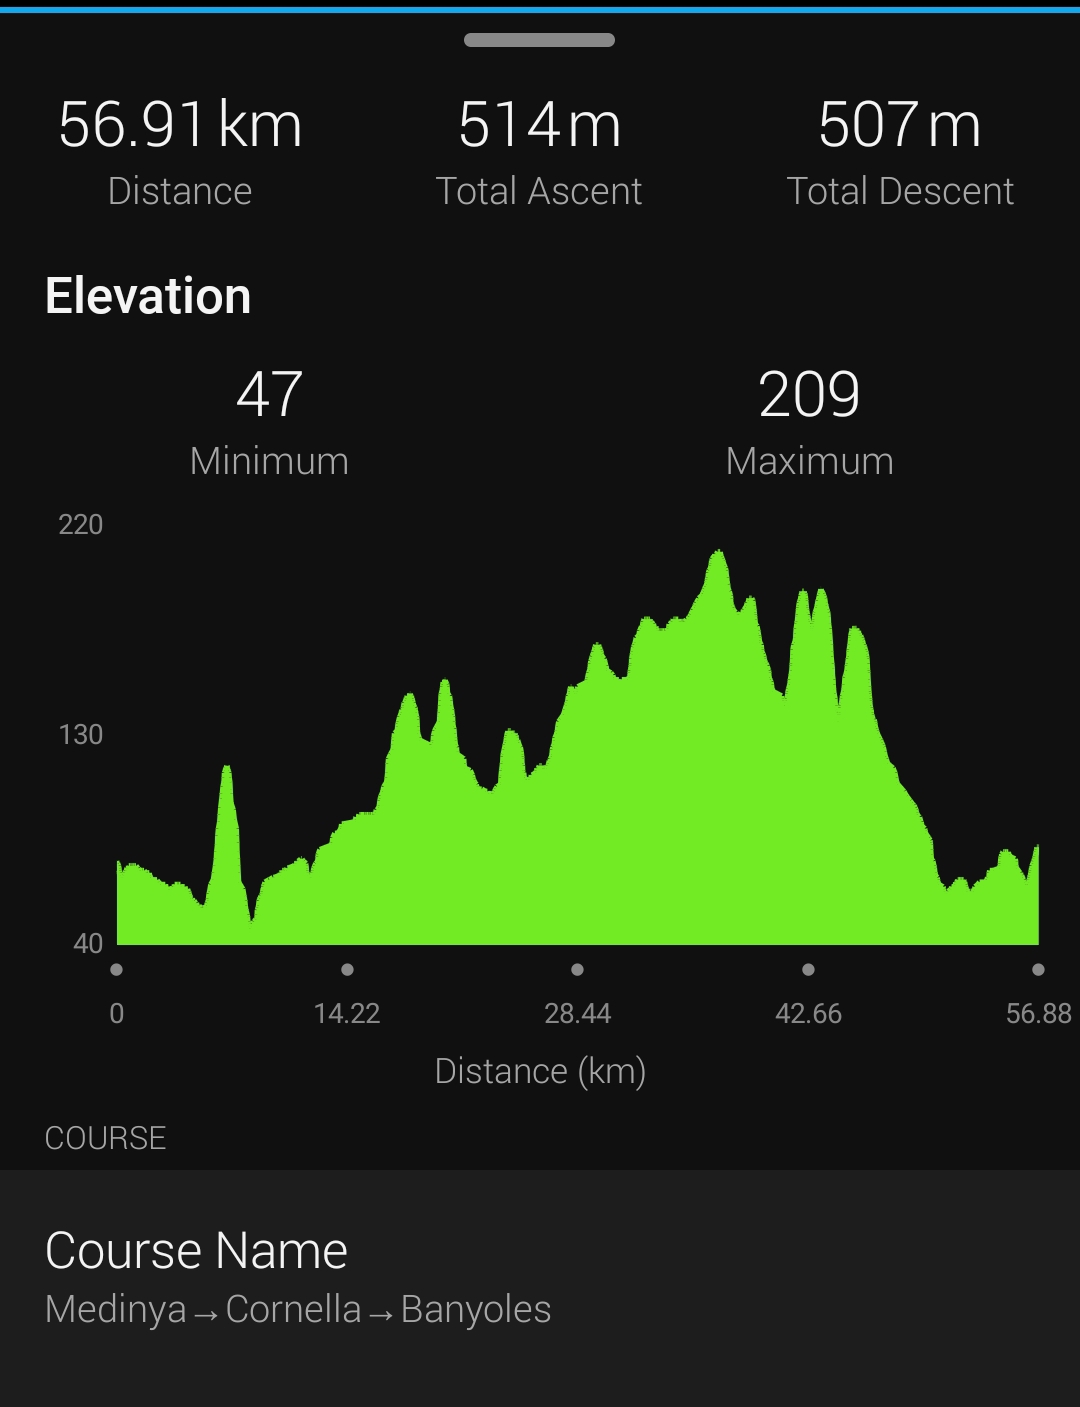 56.91 km 514 m 507 m
Distance Total Ascent Total Descent
Elevation
47 209
Minimum Maximum
220
130
40
0 14.22 28.44 42.66 56.88
Distance (km)
COURSE
Course Name
Medinya→Cornella→Banyoles